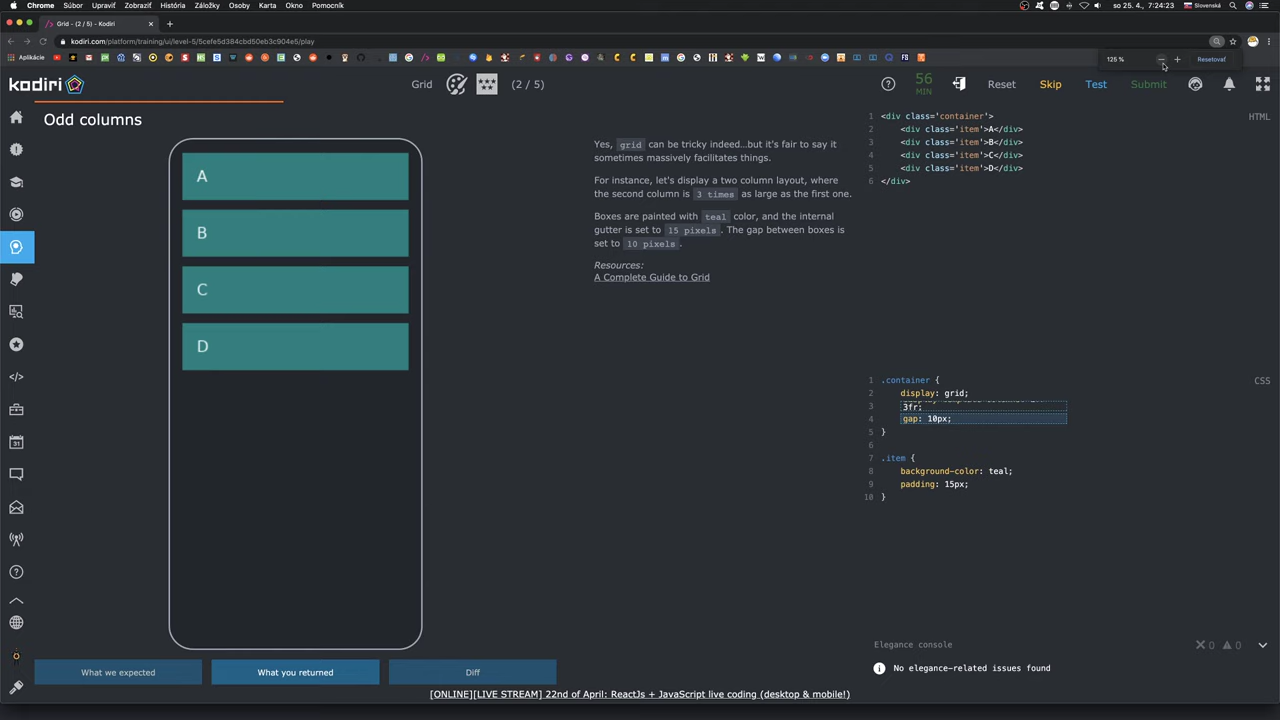 Chrome Súbor Upraviť Zobraziť História Záložky Osoby Karta Okno Pomocník so 25. 4., 7:24:23 Slovenská
Grid - (2 / 5) - Kodiri
kodiri.com/platform/training/ui/level-5/5cefe5d384cbd50eb3c904e5/play
Aplikácie
125 % Resetovať
kodiri Grid (2 / 5) 56 MIN Reset Skip Test Submit
Odd columns
A
B
C
D
Yes, grid can be tricky indeed...but it's fair to say it
sometimes massively facilitates things.
For instance, let's display a two column layout, where
the second column is 3 times as large as the first one.
Boxes are painted with teal color, and the internal
gutter is set to 15 pixels. The gap between boxes is
set to 10 pixels.
Resources:
A Complete Guide to Grid
HTML
1 <div class='container'>
2 <div class='item'>A</div>
3 <div class='item'>B</div>
4 <div class='item'>C</div>
5 <div class='item'>D</div>
6 </div>
CSS
1 .container {
2 display: grid;
3 3fr;
4 gap: 10px;
5 }
6
7 .item {
8 background-color: teal;
9 padding: 15px;
10 }
Elegance console 0 0
No elegance-related issues found
What we expected What you returned Diff
[ONLINE][LIVE STREAM] 22nd of April: ReactJs + JavaScript live coding (desktop & mobile!)